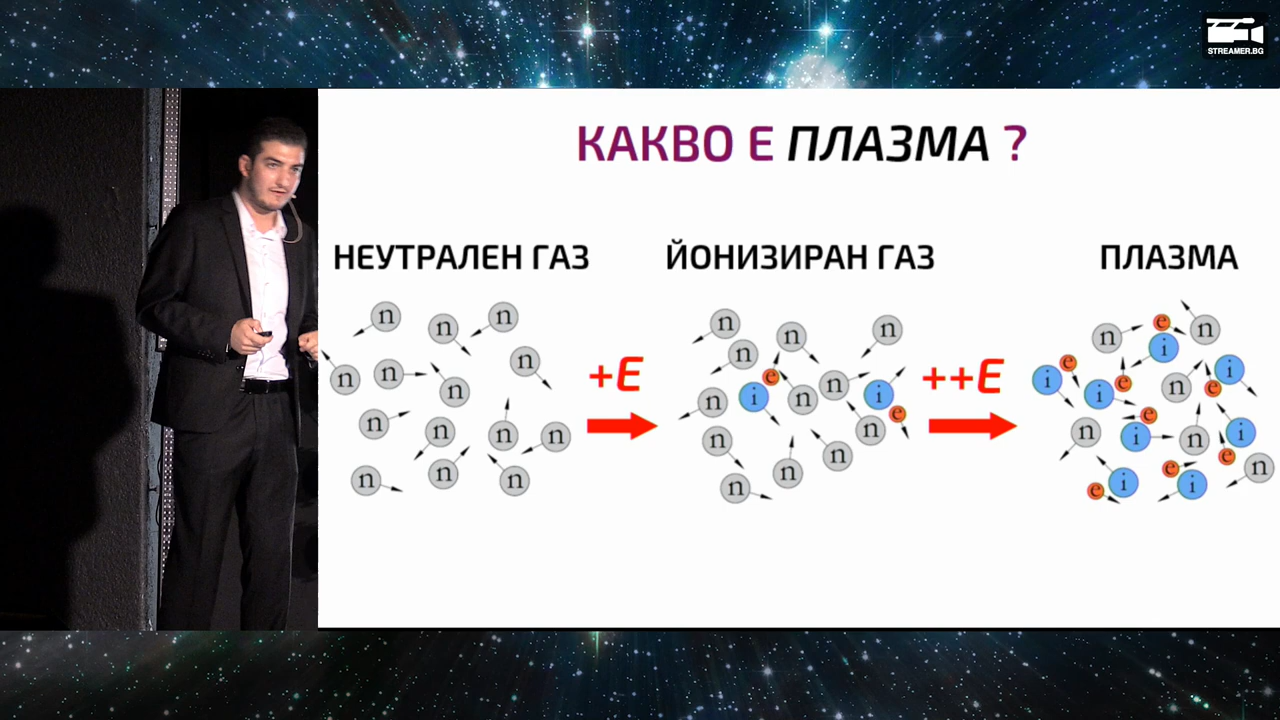 STREAMER.BG
КАКВО Е ПЛАЗМА ?
НЕУТРАЛЕН ГАЗ
ЙОНИЗИРАН ГАЗ
ПЛАЗМА
+E
++E
n n n n n n n n n n n n n n n
n n n n n n n n n n n n n i i e e
n n n n n n i i i i i i i i e e e e e e e e